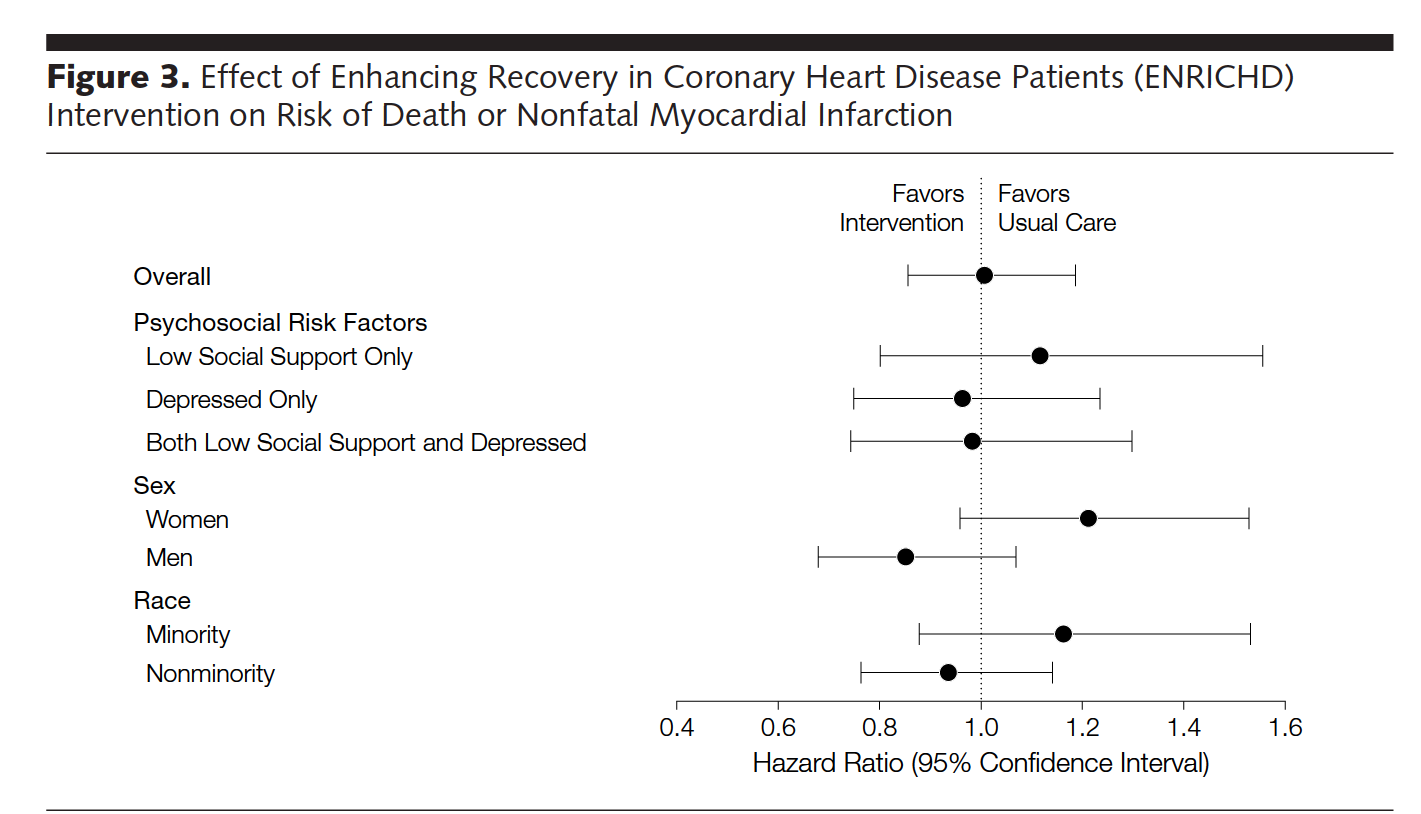 Figure 3. Effect of Enhancing Recovery in Coronary Heart Disease Patients (ENRICHD)
Intervention on Risk of Death or Nonfatal Myocardial Infarction
Favors
Intervention
Favors
Usual Care
Overall
Psychosocial Risk Factors
Low Social Support Only
Depressed Only
Both Low Social Support and Depressed
Sex
Women
Men
Race
Minority
Nonminority
0.4 0.6 0.8 1.0 1.2 1.4 1.6
Hazard Ratio (95% Confidence Interval)